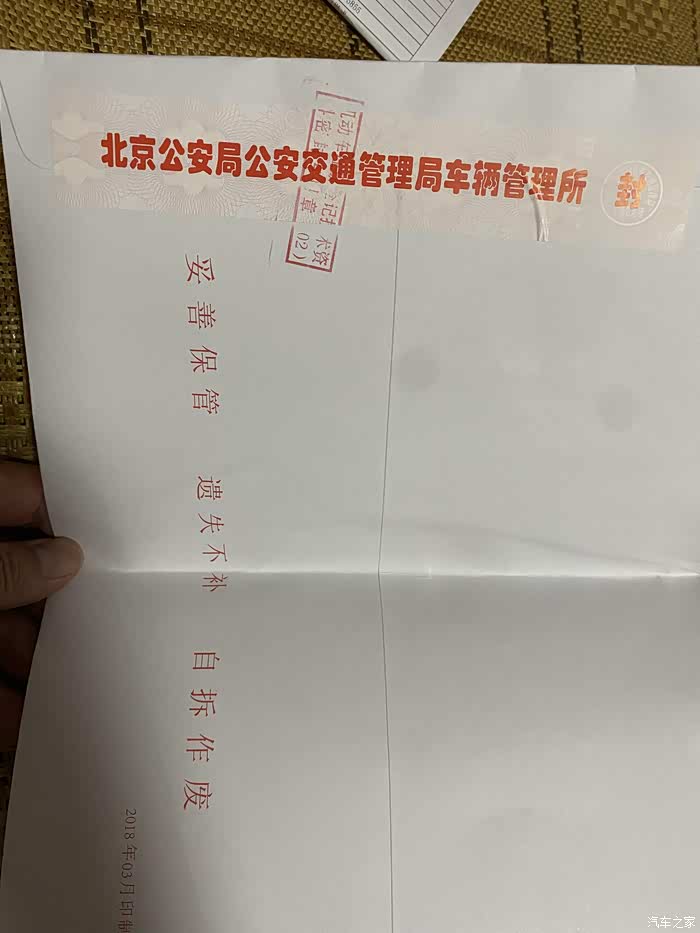 北京公安局公安交通管理局车辆管理所
封
妥善保管 遗失不补 自拆作废
2018年03月印制
汽车之家